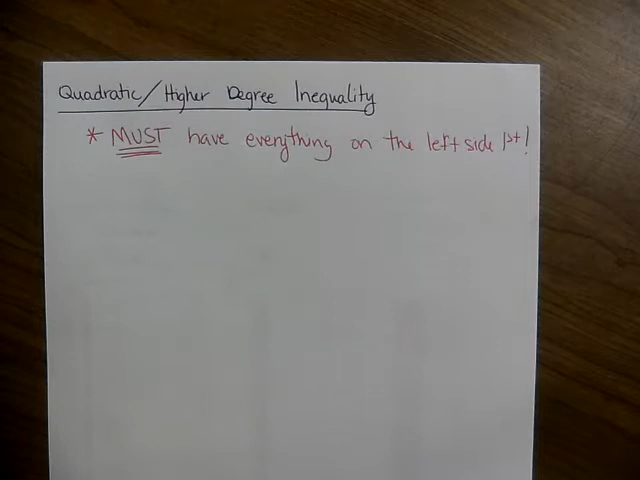 Quadratic/Higher Degree Inequality
* MUST have everything on the left side 1st!